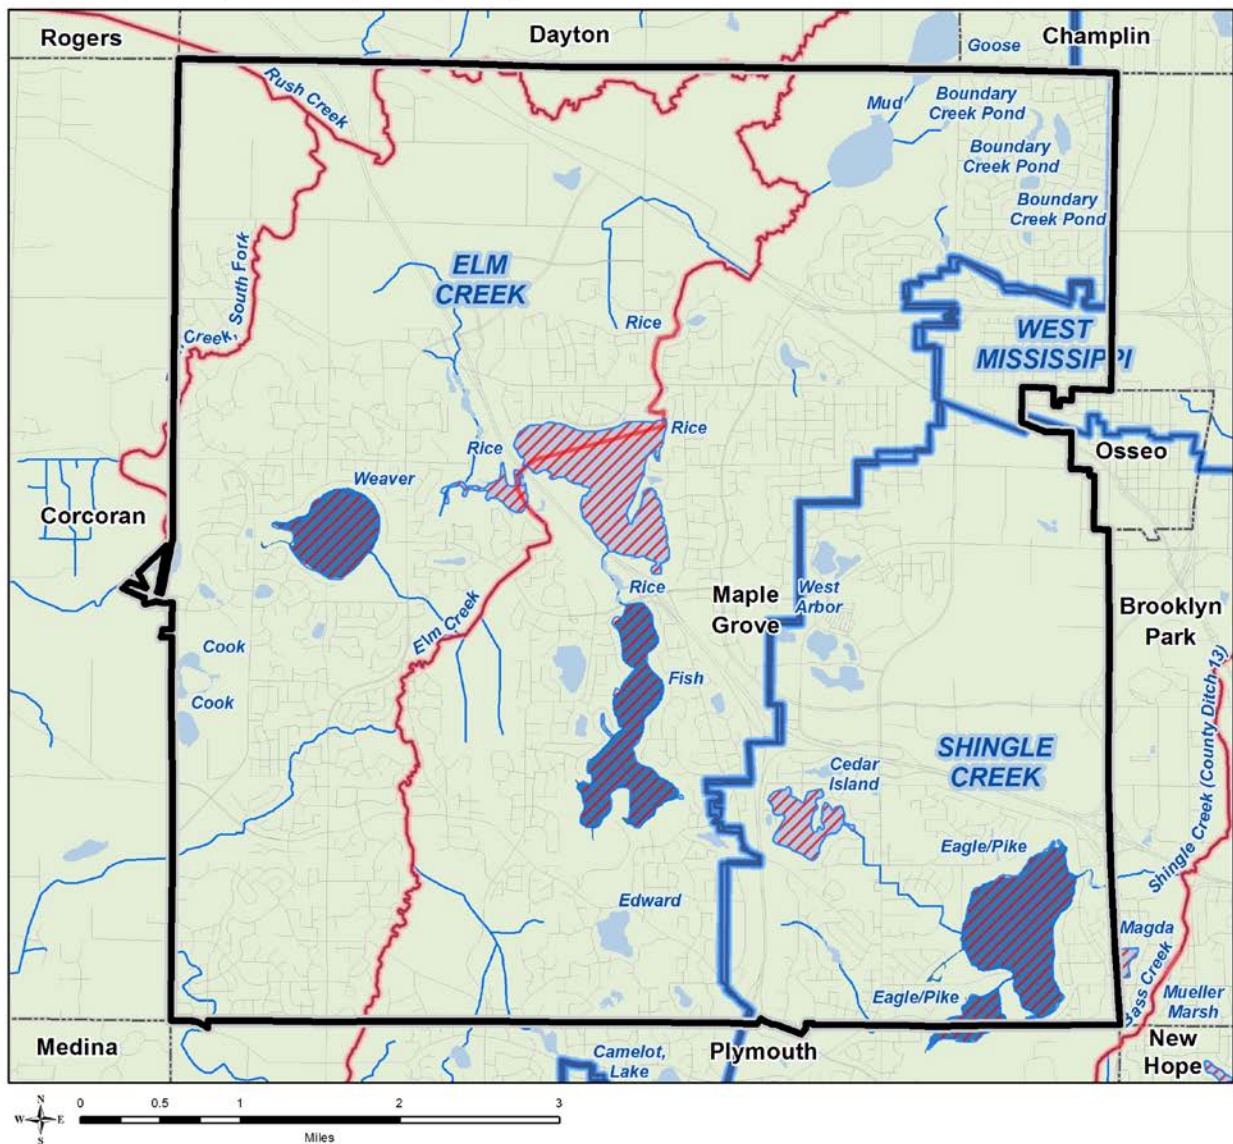 Rogers
Dayton
Goose
Champlin
Rush Creek
Mud
Boundary
Creek Pond
Boundary
Creek Pond
Boundary
Creek Pond
Creek, South Fork
ELM
CREEK
Rice
WEST
MISSISSIPPI
Rice
Rice
Osseo
Weaver
Corcoran
Rice
Maple
Grove
West
Arbor
Brooklyn
Park
Elm Creek
Cook
Fish
Cook
Shingle Creek (County Ditch 13)
SHINGLE
CREEK
Cedar
Island
Eagle/Pike
Edward
Magda
Eagle/Pike
Bass Creek
Mueller
Marsh
Medina
Camelot,
Lake
Plymouth
New
Hope
N
W
E
S
0
0.5
1
2
3
Miles